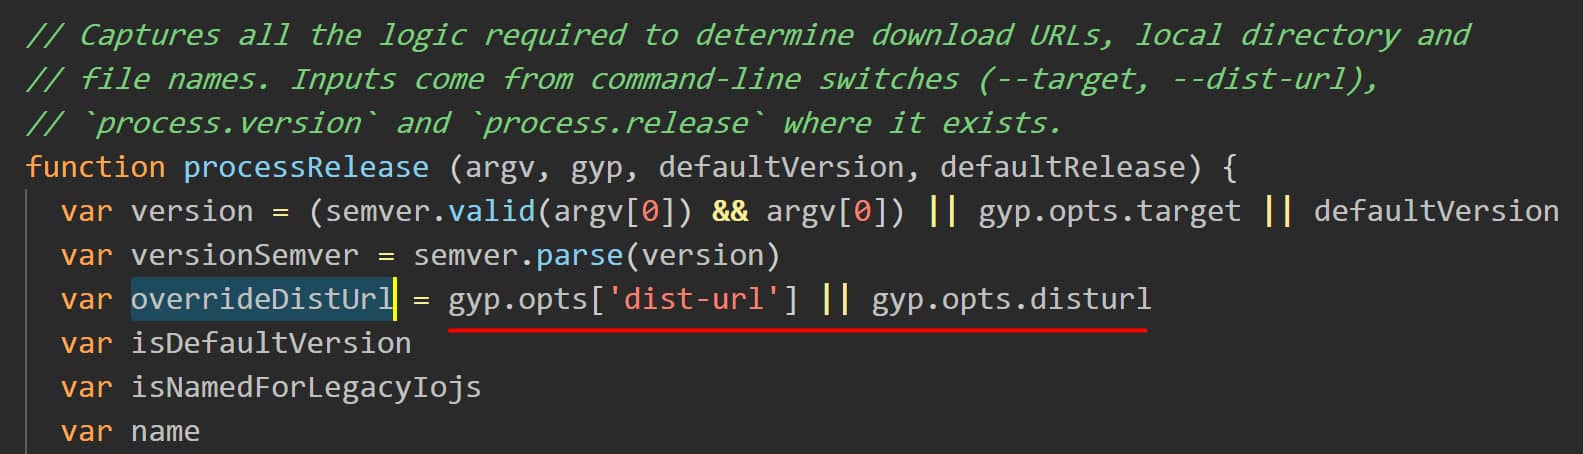 // Captures all the logic required to determine download URLs, local directory and
// file names. Inputs come from command-line switches (--target, --dist-url),
// `process.version` and `process.release` where it exists.
function processRelease (argv, gyp, defaultVersion, defaultRelease) {
var version = (semver.valid(argv[0]) && argv[0]) || gyp.opts.target || defaultVersion
var versionSemver = semver.parse(version)
var overrideDistUrl = gyp.opts['dist-url'] || gyp.opts.disturl
var isDefaultVersion
var isNamedForLegacyIojs
var name